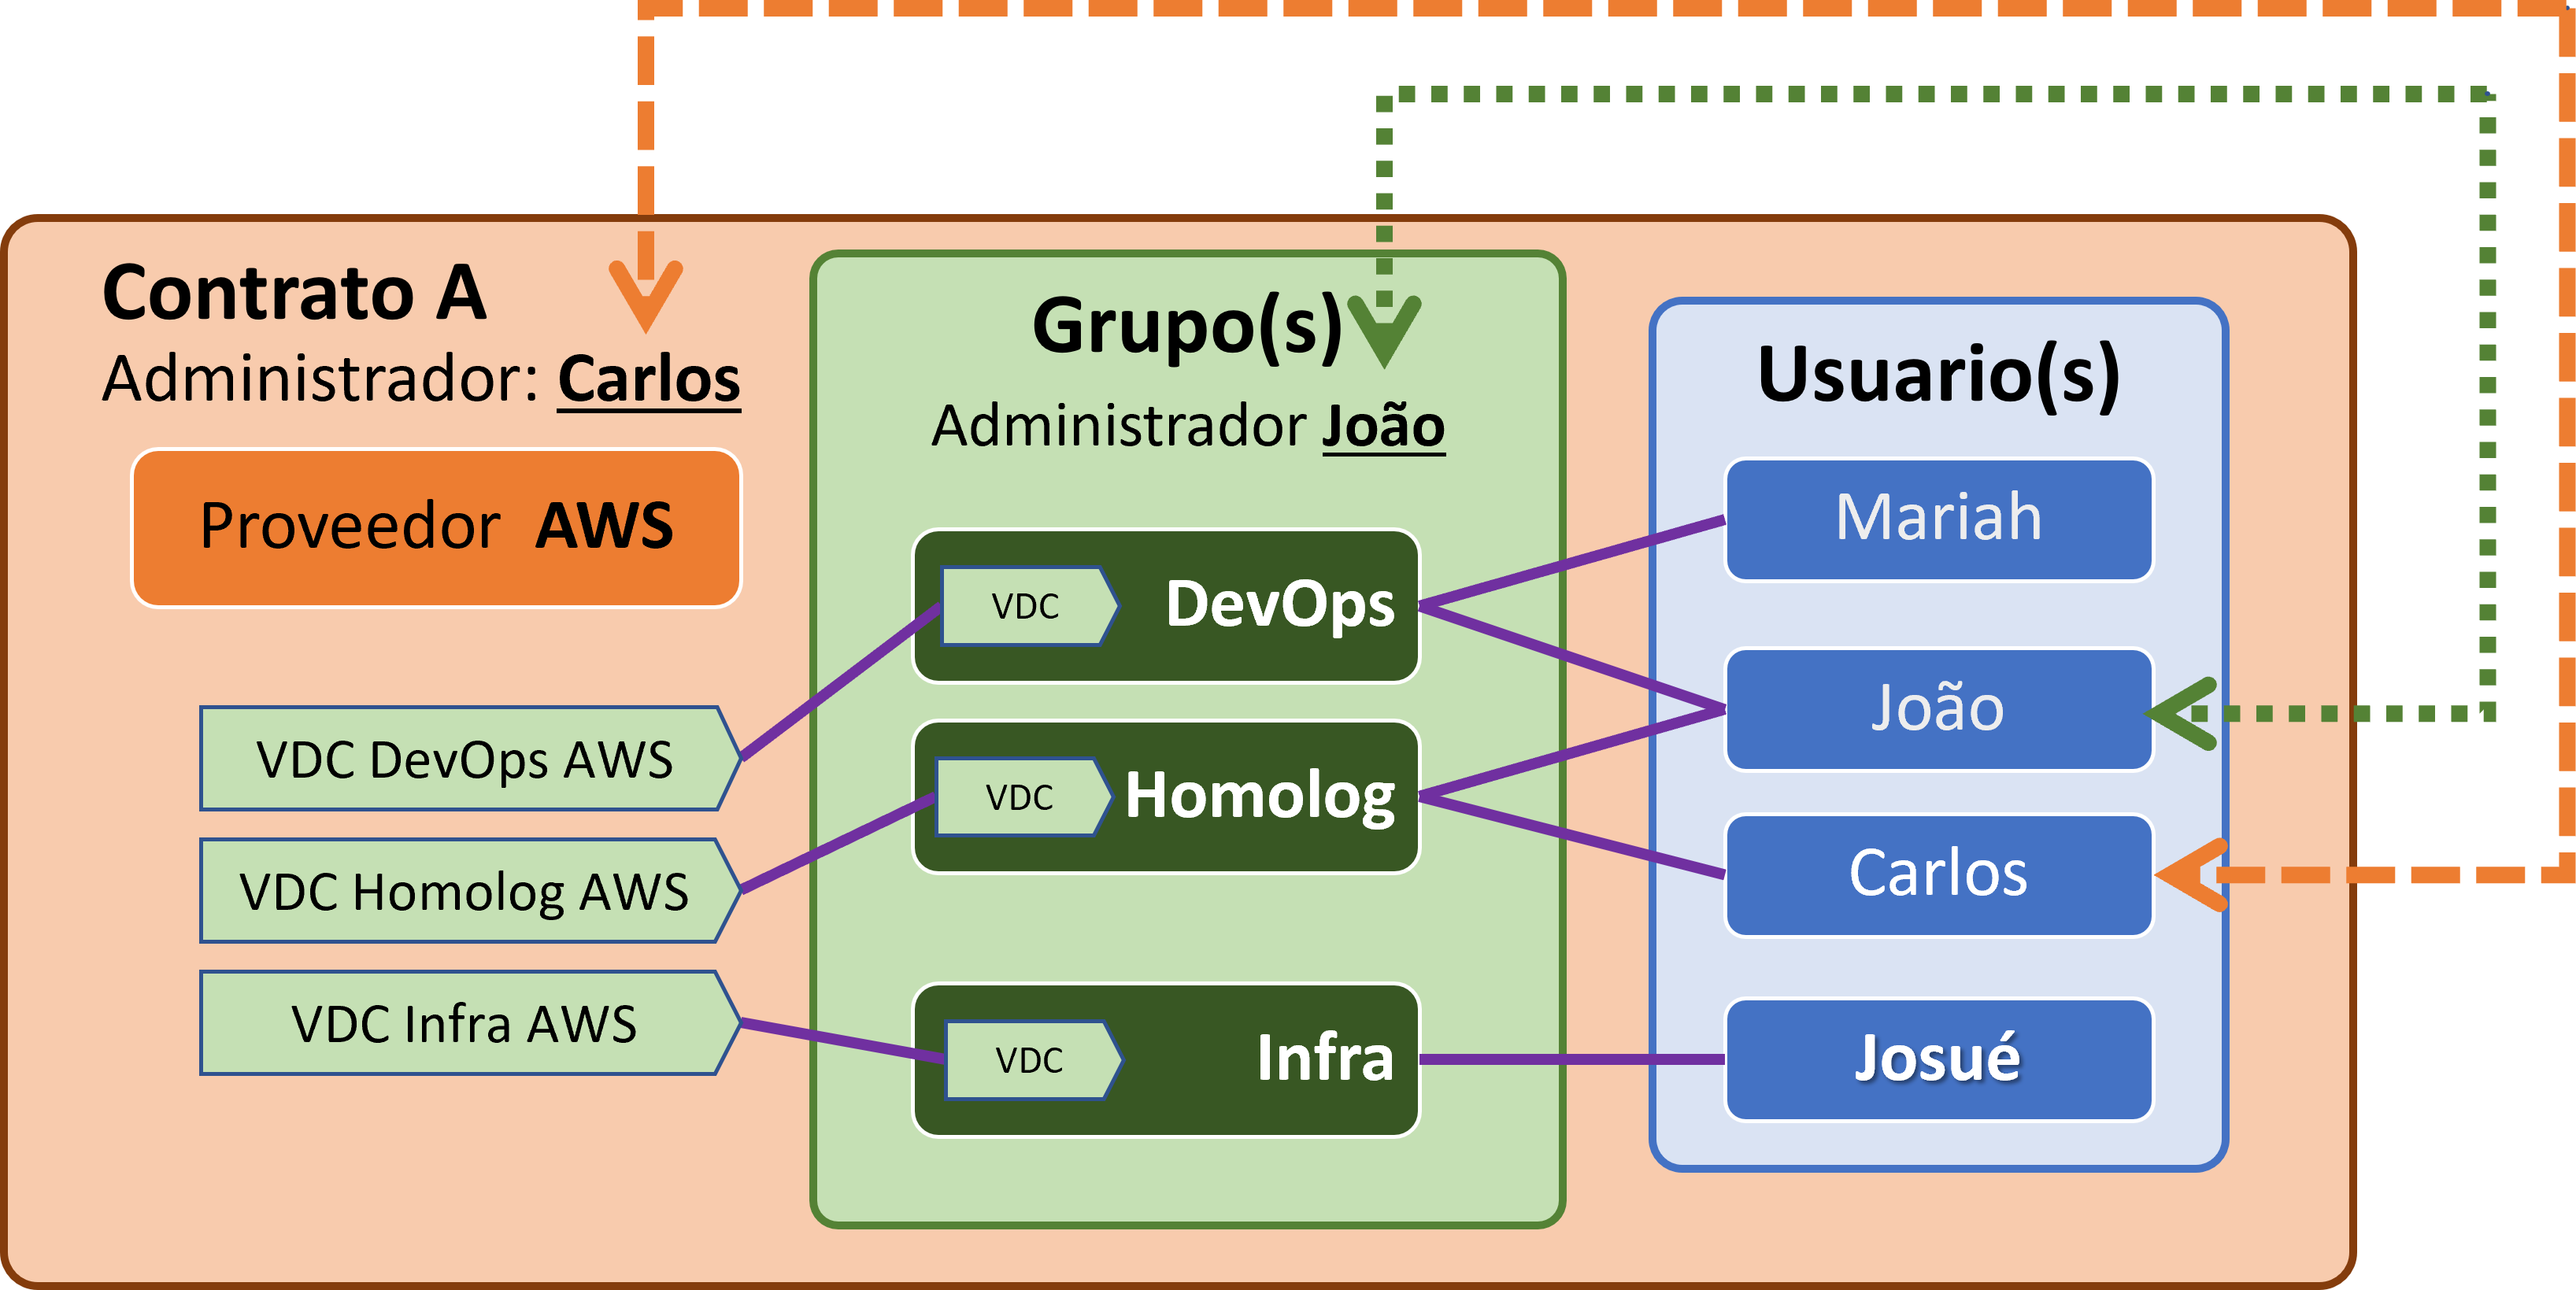 Contrato A
Administrador: Carlos
Proveedor AWS
VDC DevOps AWS
VDC Homolog AWS
VDC Infra AWS
Grupo(s)
Administrador João
VDC DevOps
VDC Homolog
VDC Infra
Usuario(s)
Mariah
João
Carlos
Josué